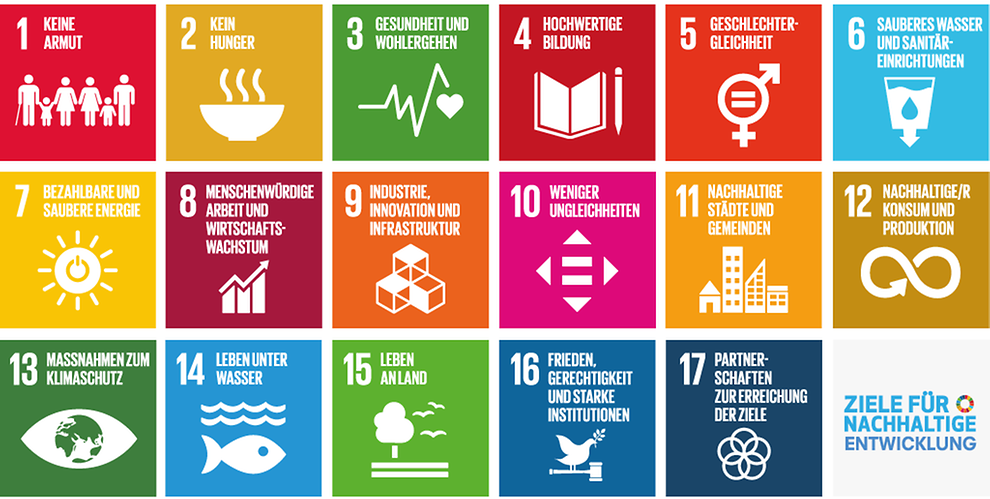 1 KEINE
ARMUT
2 KEIN
HUNGER
3 GESUNDHEIT UND
WOHLERGEHEN
4 HOCHWERTIGE
BILDUNG
5 GESCHLECHTER-
GLEICHHEIT
6 SAUBERES WASSER
UND SANITÄR-
EINRICHTUNGEN
7 BEZAHLBARE UND
SAUBERE ENERGIE
8 MENSCHENWÜRDIGE
ARBEIT UND
WIRTSCHAFTS-
WACHSTUM
9 INDUSTRIE,
INNOVATION UND
INFRASTRUKTUR
10 WENIGER
UNGLEICHHEITEN
11 NACHHALTIGE
STÄDTE UND
GEMEINDEN
12 NACHHALTIGE/R
KONSUM UND
PRODUKTION
13 MASSNAHMEN ZUM
KLIMASCHUTZ
14 LEBEN UNTER
WASSER
15 LEBEN
AN LAND
16 FRIEDEN,
GERECHTIGKEIT
UND STARKE
INSTITUTIONEN
17 PARTNER-
SCHAFTEN
ZUR ERREICHUNG
DER ZIELE
ZIELE FÜR
NACHHALTIGE
ENTWICKLUNG